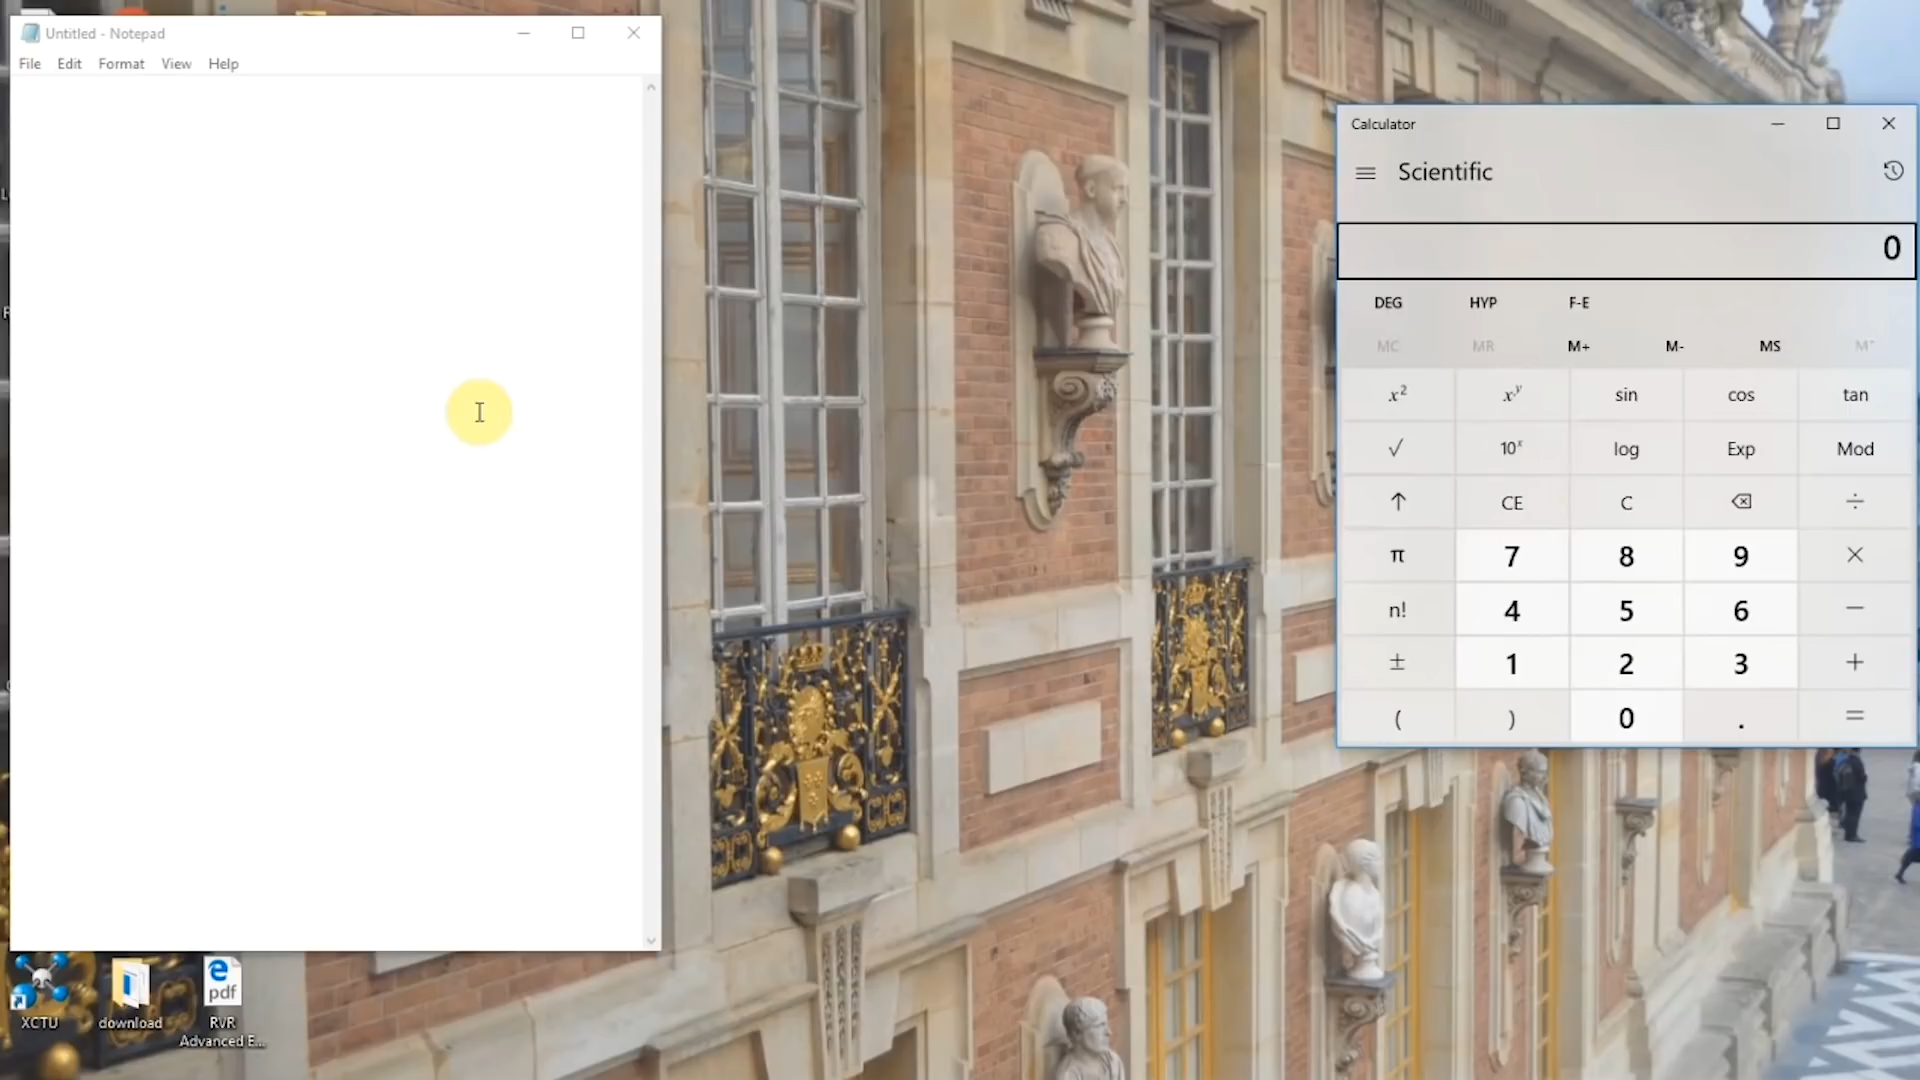 Untitled - Notepad
File Edit Format View Help
Calculator
Scientific
0
DEG HYP F-E
MC MR M+ M- MS M˅
x² xʸ sin cos tan
√ 10ˣ log Exp Mod
↑ CE C ⌫ ÷
π 7 8 9 ×
n! 4 5 6 −
± 1 2 3 +
( ) 0 . =
pdf
XCTU download RVR
Advanced E...